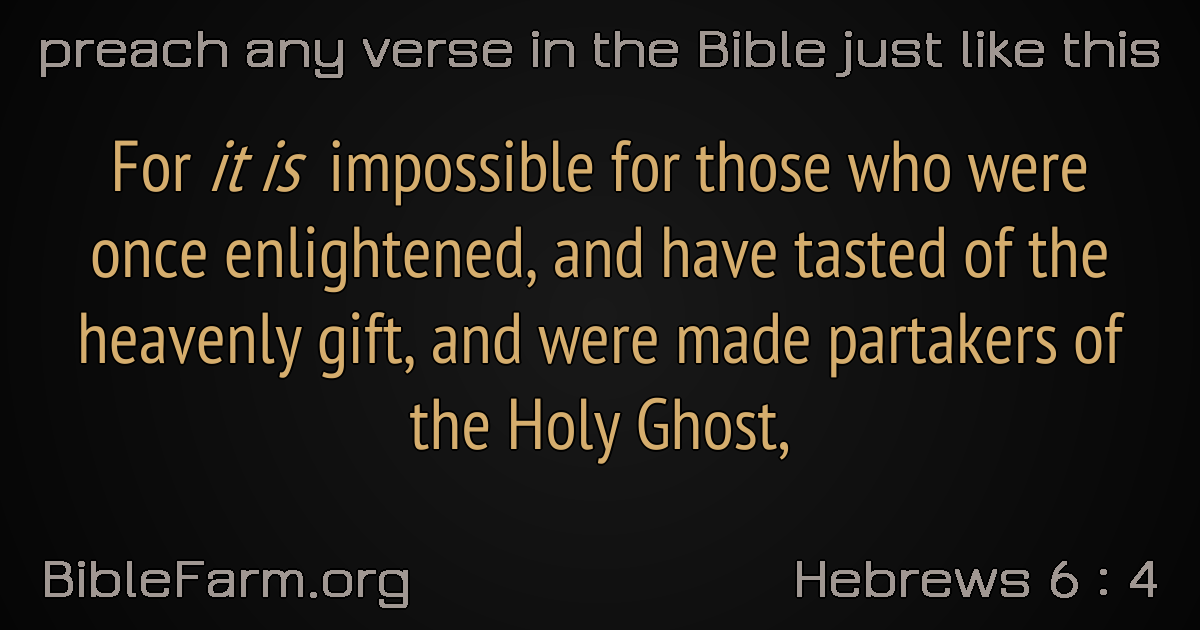 preach any verse in the Bible just like this
For it is impossible for those who were
once enlightened, and have tasted of the
heavenly gift, and were made partakers of
the Holy Ghost,
BibleFarm.org
Hebrews 6 : 4